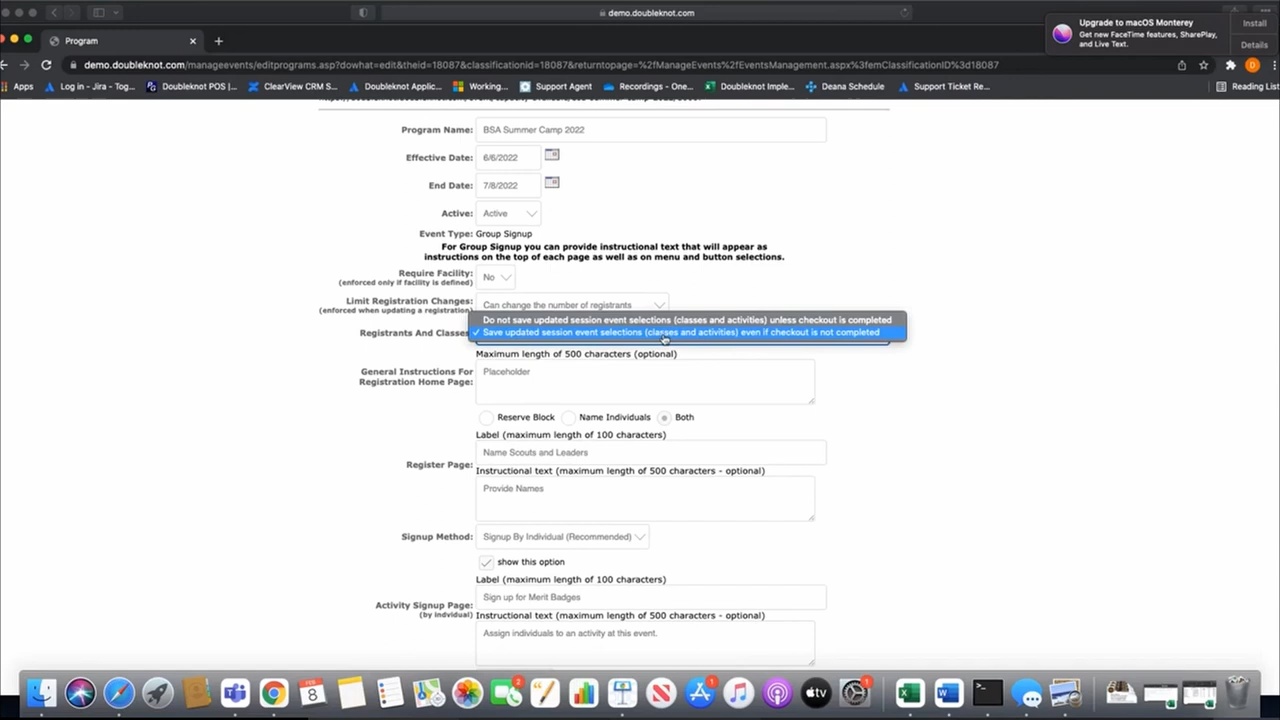 demo.doubleknot.com
Upgrade to macOS Monterey
Get new FaceTime features, SharePlay, and Live Text.
Install
Details
Program
demo.doubleknot.com/manageevents/editprograms.asp?dowhat=edit&theid=18087&classificationid=18087&returntopage=%2FManageEvents%2FEventsManagement.aspx%3FemClassificationID%3d18087
Apps
Log in - Jira - Tog...
Doubleknot POS |...
ClearView CRM S...
Doubleknot Applic...
Working...
Support Agent
Recordings - One...
Doubleknot Imple...
Deana Schedule
Support Ticket Re...
Reading List
Program Name: BSA Summer Camp 2022
Effective Date: 6/6/2022
End Date: 7/8/2022
Active: Active
Event Type: Group Signup
For Group Signup you can provide instructional text that will appear as
instructions on the top of each page as well as on menu and button selections.
Require Facility: No
(enforced only if facility is defined)
Limit Registration Changes: Can change the number of registrants
(enforced when updating a registration)
Do not save updated session event selections (classes and activities) unless checkout is completed
Registrants And Classes ✓ Save updated session event selections (classes and activities) even if checkout is not completed
Maximum length of 500 characters (optional)
General Instructions For Registration Home Page: Placeholder
Reserve Block Name Individuals Both
Label (maximum length of 100 characters)
Name Scouts and Leaders
Register Page:
Instructional text (maximum length of 500 characters - optional)
Provide Names
Signup Method: Signup By Individual (Recommended)
show this option
Label (maximum length of 100 characters)
Sign up for Merit Badges
Activity Signup Page:
(by individual)
Instructional text (maximum length of 500 characters - optional)
Assign individuals to an activity at this event.
FEB
8
2
1
tv
1